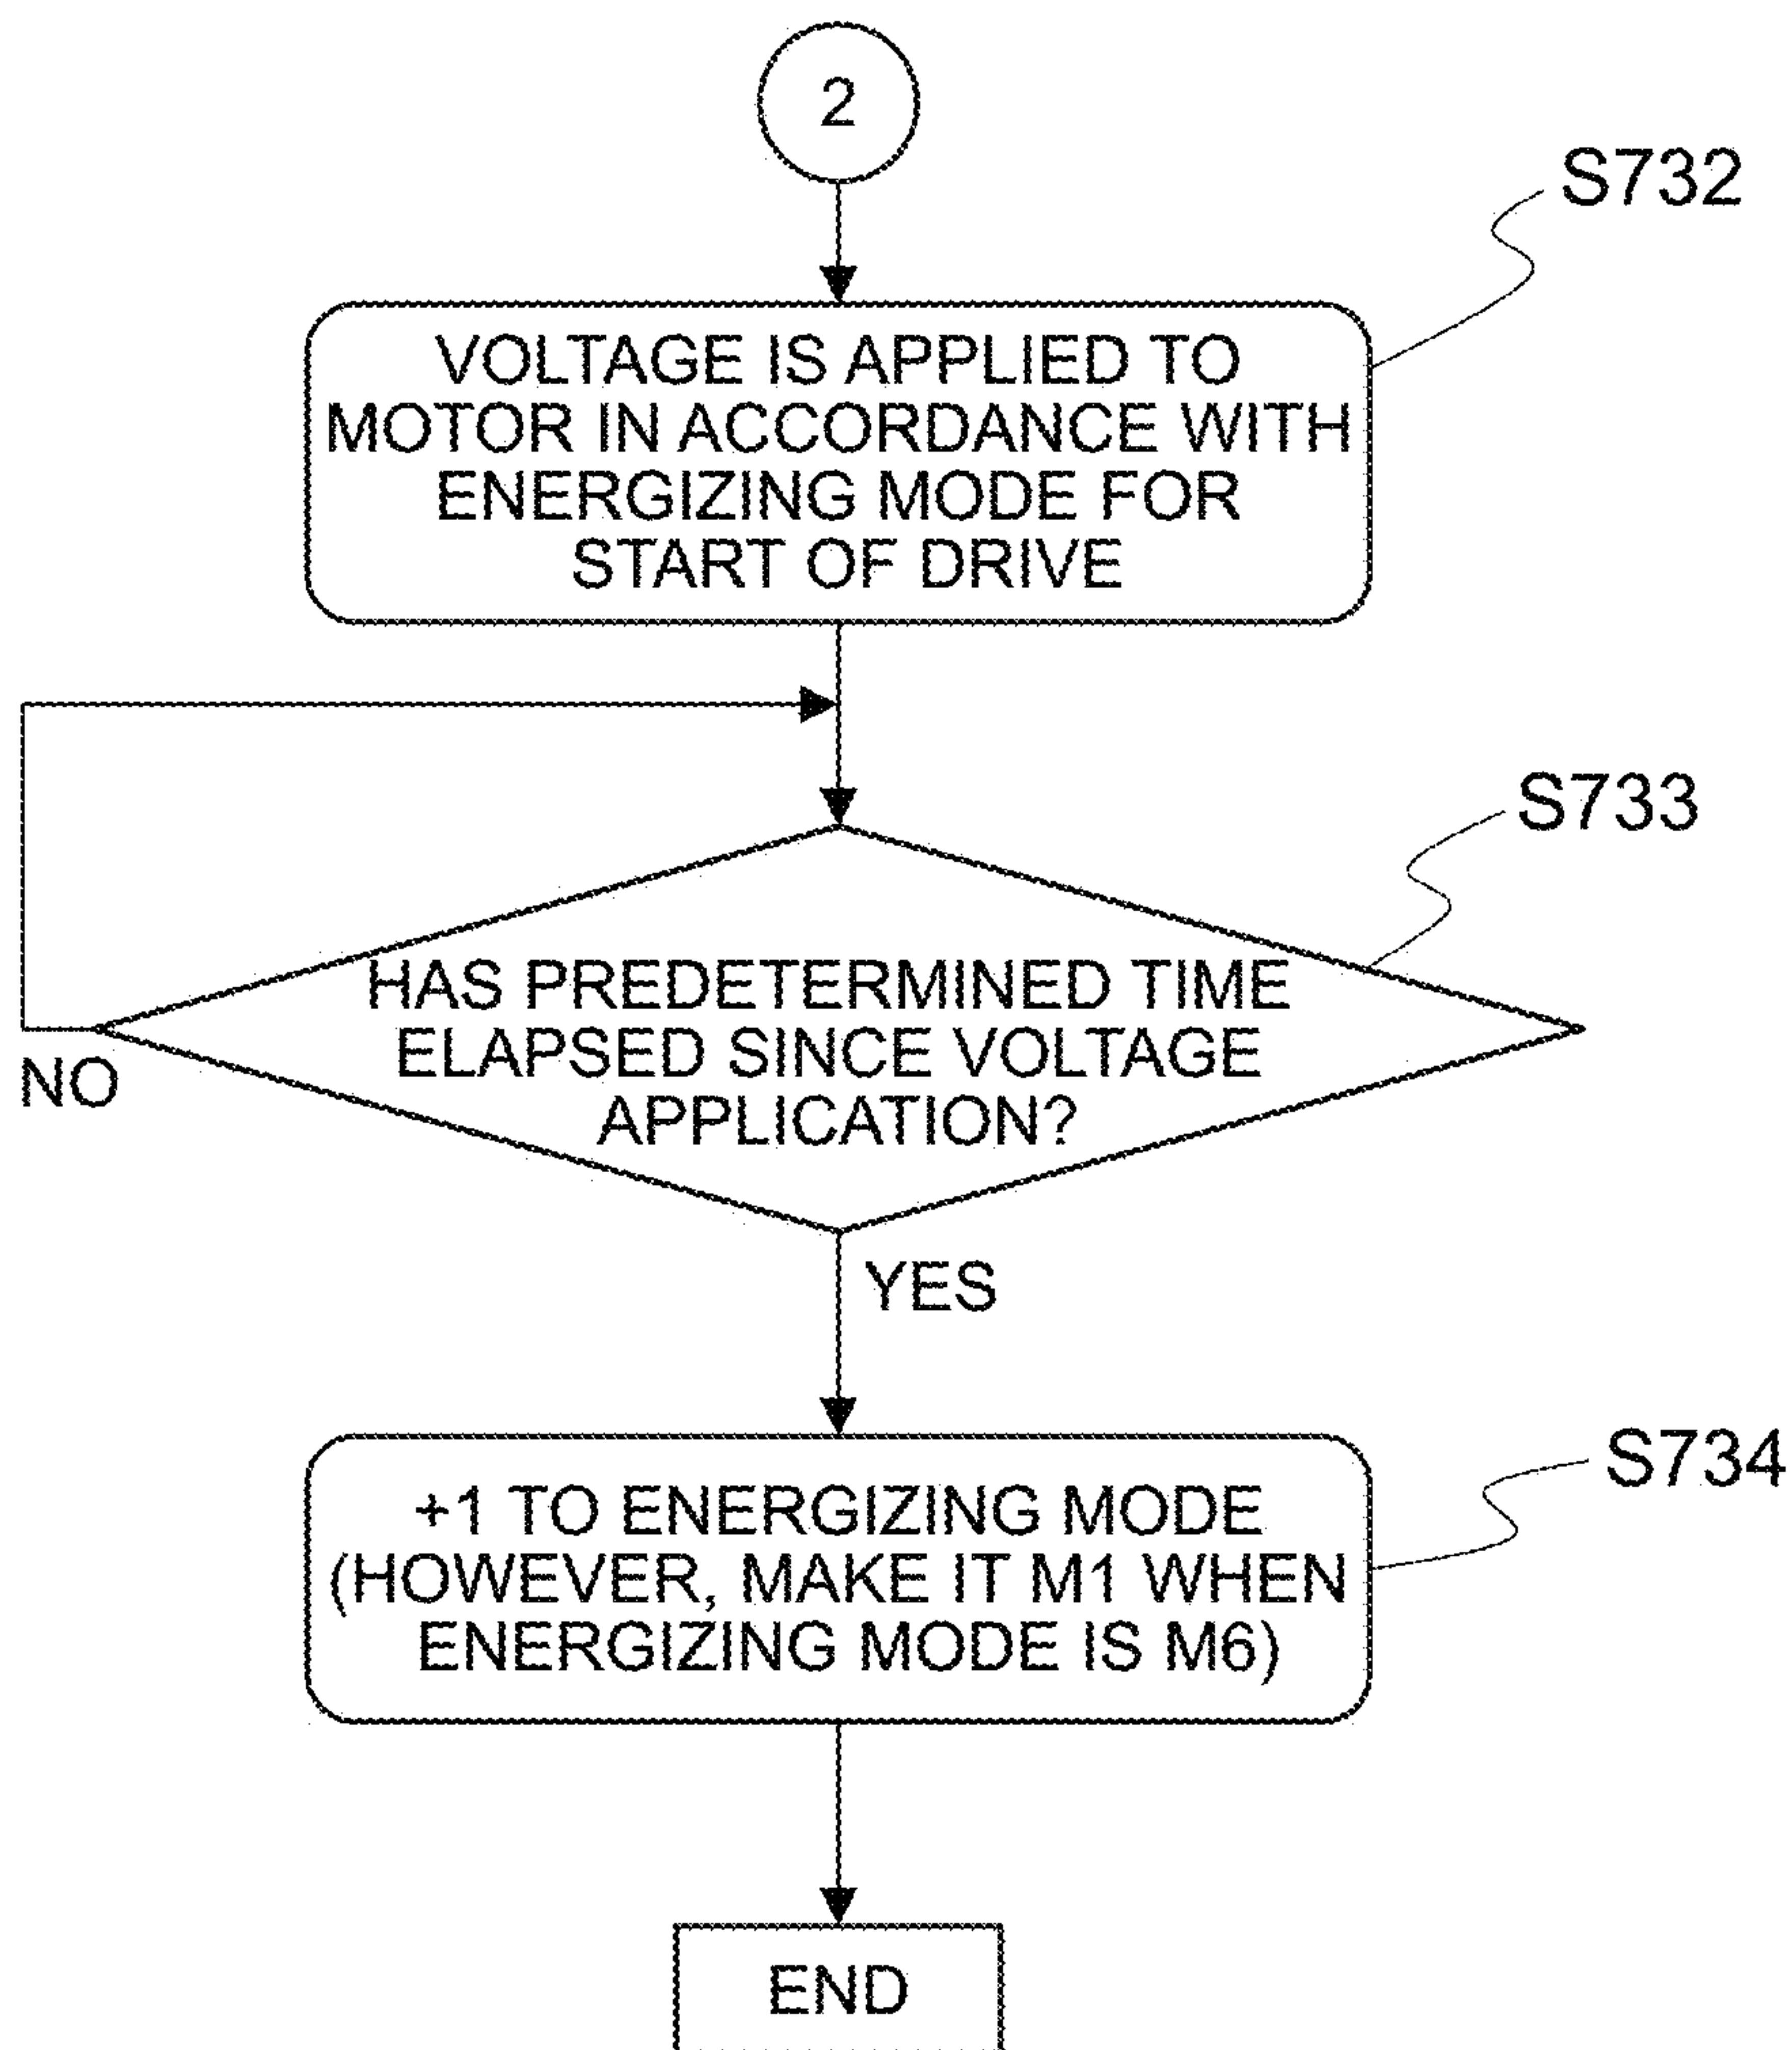 2
S732
VOLTAGE IS APPLIED TO
MOTOR IN ACCORDANCE WITH
ENERGIZING MODE FOR
START OF DRIVE
S733
HAS PREDETERMINED TIME
ELAPSED SINCE VOLTAGE
APPLICATION?
NO
YES
S734
+1 TO ENERGIZING MODE
(HOWEVER, MAKE IT M1 WHEN
ENERGIZING MODE IS M6)
END